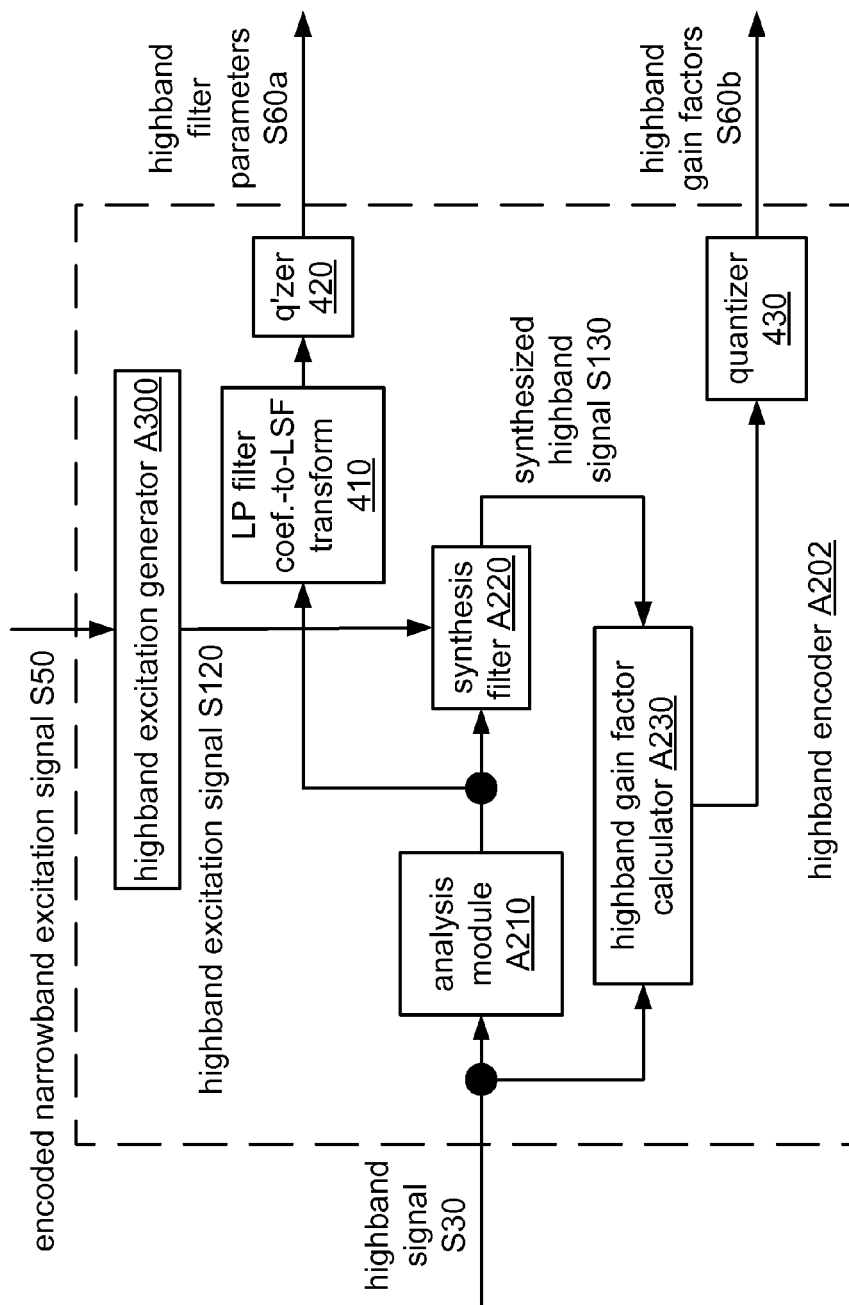 encoded narrowband excitation signal S50
highband excitation generator A300
highband excitation signal S120
highband
signal
S30
analysis
module
A210
LP filter
coef.-to-LSF
transform
410
q'zer
420
highband
filter
parameters
S60a
synthesis
filter A220
synthesized
highband
signal S130
highband gain factor
calculator A230
quantizer
430
highband
gain factors
S60b
highband encoder A202